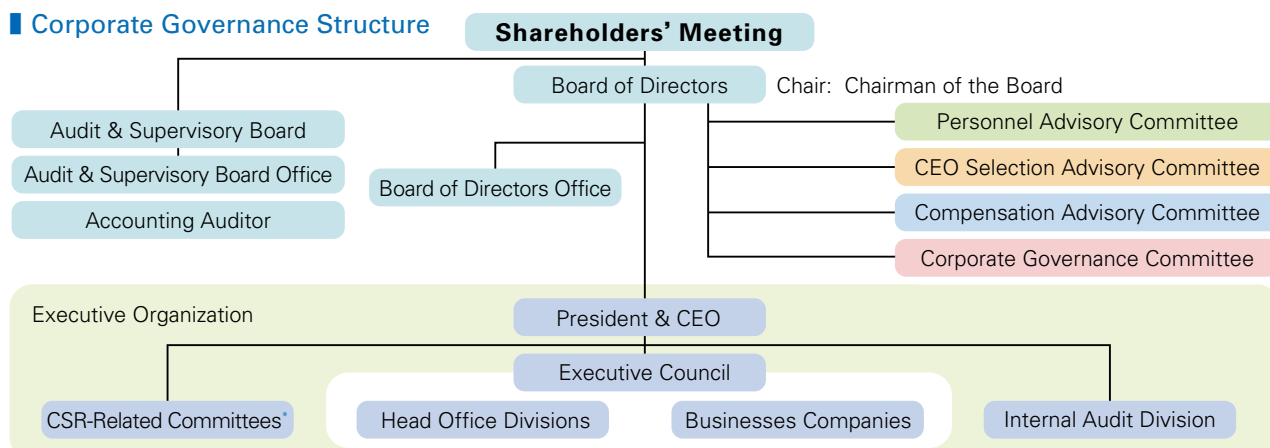 Corporate Governance Structure
Shareholders’ Meeting
Board of Directors
Chair: Chairman of the Board
Audit & Supervisory Board
Audit & Supervisory Board Office
Accounting Auditor
Board of Directors Office
Personnel Advisory Committee
CEO Selection Advisory Committee
Compensation Advisory Committee
Corporate Governance Committee
Executive Organization
President & CEO
Executive Council
CSR-Related Committees*
Head Office Divisions
Businesses Companies
Internal Audit Division